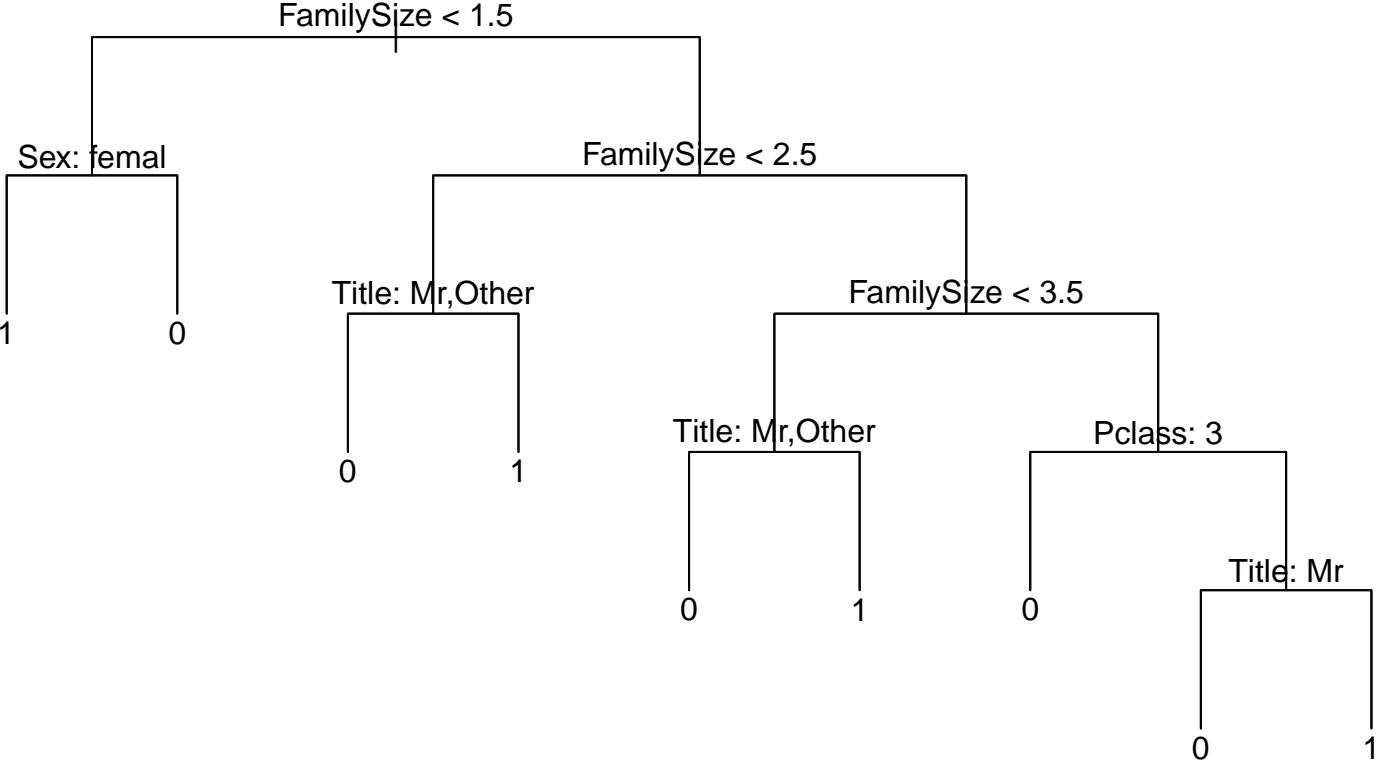 FamilySize < 1.5
Sex: femal
FamilySize < 2.5
1
0
Title: Mr,Other
FamilySize < 3.5
0
1
Title: Mr,Other
Pclass: 3
0
1
0
Title: Mr
0
1